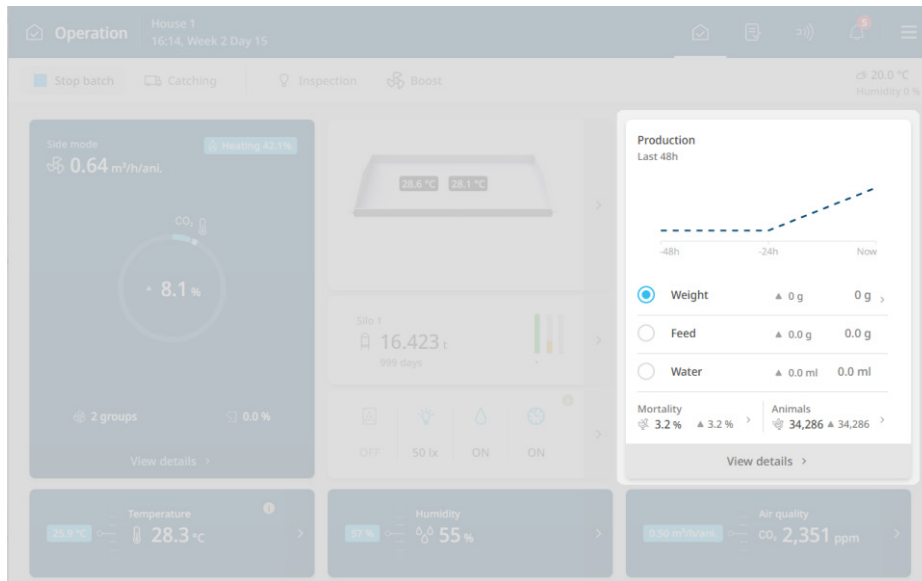 Operation
House 1
16:14, Week 2 Day 15
5
Stop batch
Catching
Inspection
Boost
20.0 °C
Humidity 0 %
Side mode
Heating 42.1%
0.64 m³/h/ani.
CO₂
▲ 8.1 %
2 groups
0.0 %
View details >
28.6 °C 28.1 °C
Silo 1
16.423 t
999 days
-
OFF 50 lx ON ON
Production
Last 48h
-48h -24h Now
Weight ▲ 0 g 0 g >
Feed ▲ 0.0 g 0.0 g
Water ▲ 0.0 ml 0.0 ml
Mortality
3.2 % ▲ 3.2 % >
Animals
34,286 ▲ 34,286 >
View details >
Temperature
25.9 °C 28.3 °C
Humidity
57 % 55 %
Air quality
0.50 m³/h/ani. CO₂ 2,351 ppm